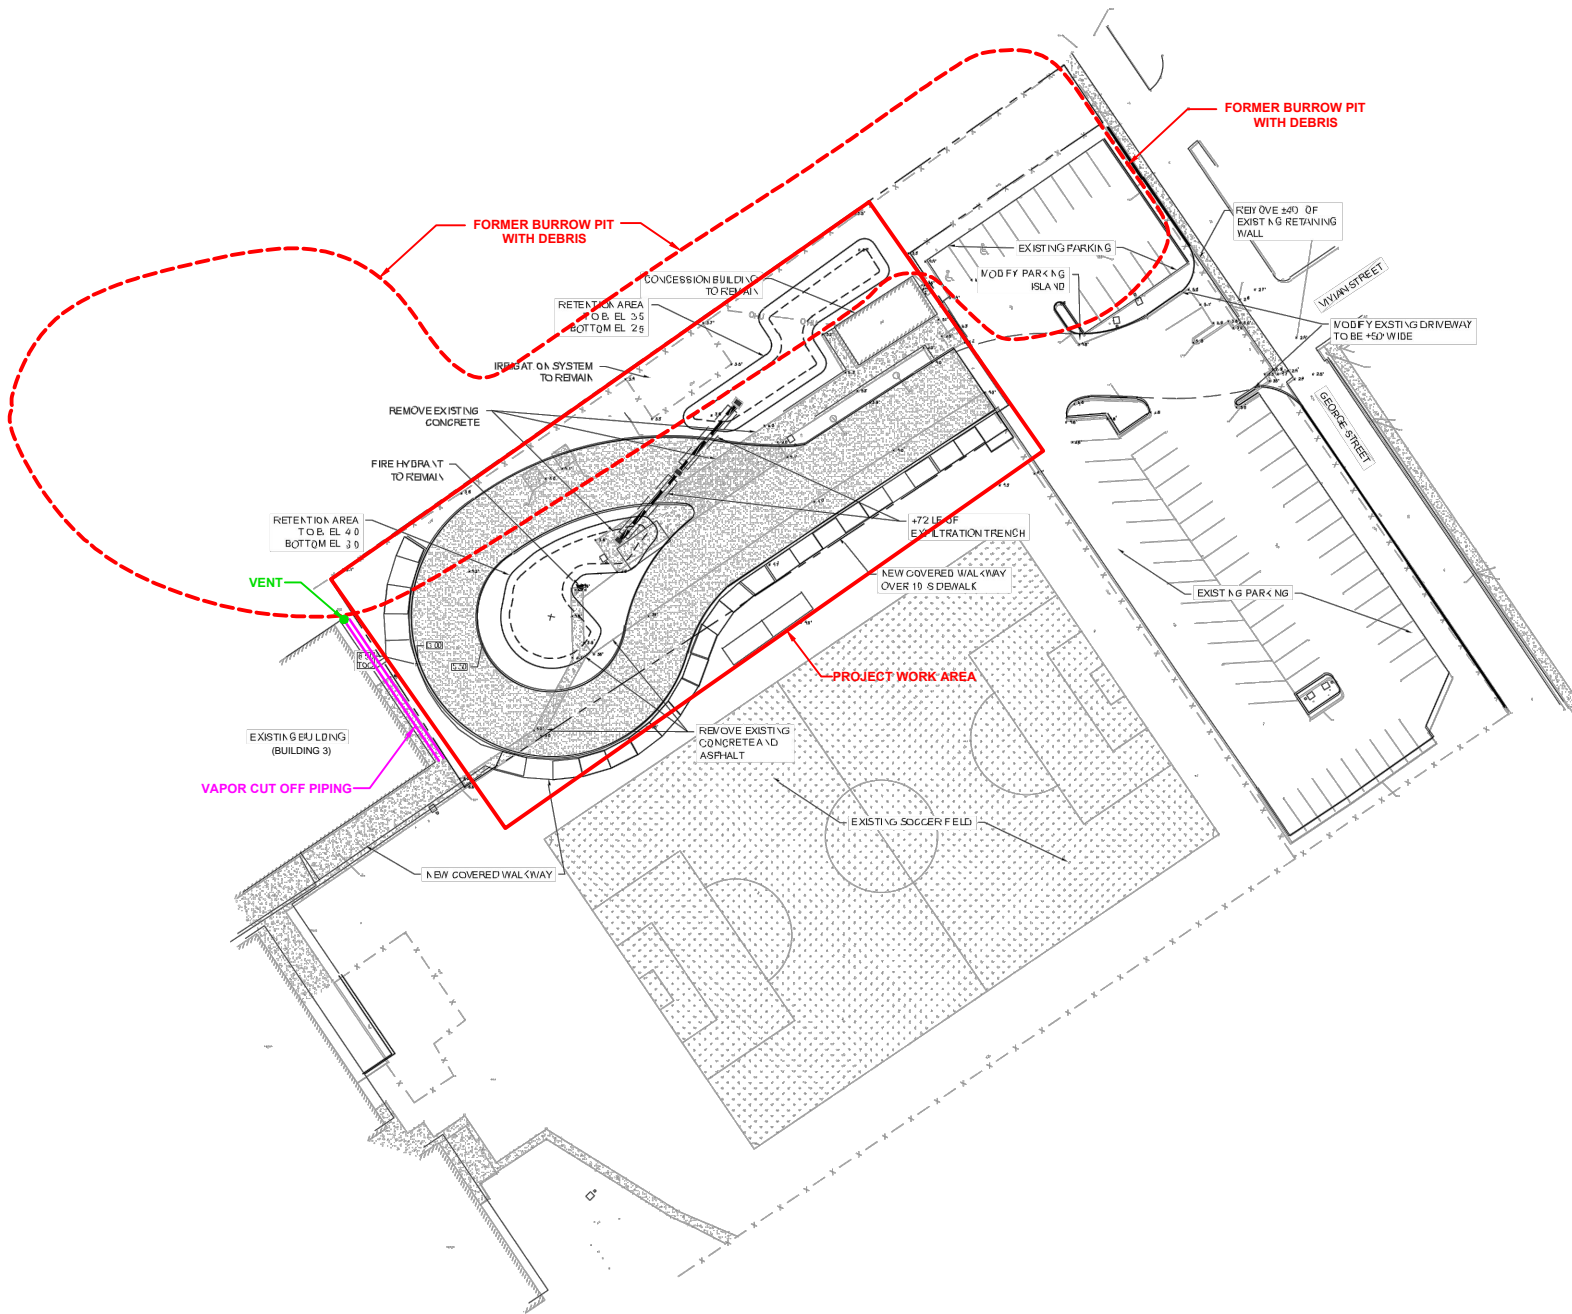 FORMER BURROW PIT
WITH DEBRIS
FORMER BURROW PIT
WITH DEBRIS
REMOVE ±40' OF
EXISTING RETAINING
WALL
EXISTING PARKING
MODIFY PARKING
ISLAND
VIVIAN STREET
MODIFY EXISTING DRIVEWAY
TO BE +50' WIDE
GEORGE STREET
CONCESSION BUILDING
TO REMAIN
RETENTION AREA
T.O.B. EL 3.5
BOTTOM EL 2.5
IRRIGATION SYSTEM
TO REMAIN
REMOVE EXISTING
CONCRETE
FIRE HYDRANT
TO REMAIN
RETENTION AREA
T.O.B. EL 4.0
BOTTOM EL 3.0
+72 LF OF
EXFILTRATION TRENCH
NEW COVERED WALKWAY
OVER 10' SIDEWALK
EXISTING PARKING
VENT
PROJECT WORK AREA
REMOVE EXISTING
CONCRETE AND
ASPHALT
EXISTING BUILDING
(BUILDING 3)
VAPOR CUT OFF PIPING
EXISTING SOCCER FIELD
NEW COVERED WALKWAY